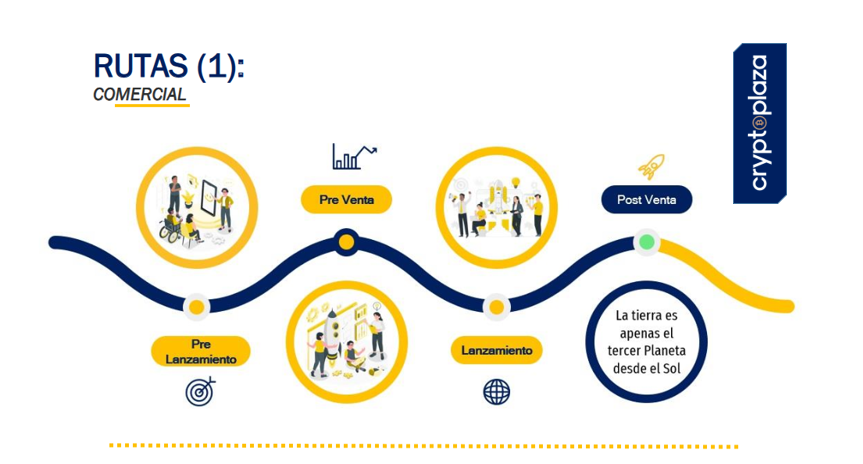 RUTAS (1):
COMERCIAL
cryptoplaza
Pre Venta
Post Venta
Pre
Lanzamiento
Lanzamiento
La tierra es
apenas el
tercer Planeta
desde el Sol